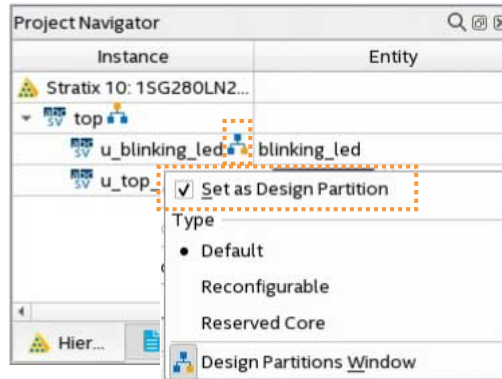 Project Navigator
Instance Entity
Stratix 10: 1SG280LN2...
top
u_blinking_led blinking_led
u_top_
Set as Design Partition
Type
Default
Reconfigurable
Reserved Core
Hier...
Design Partitions Window